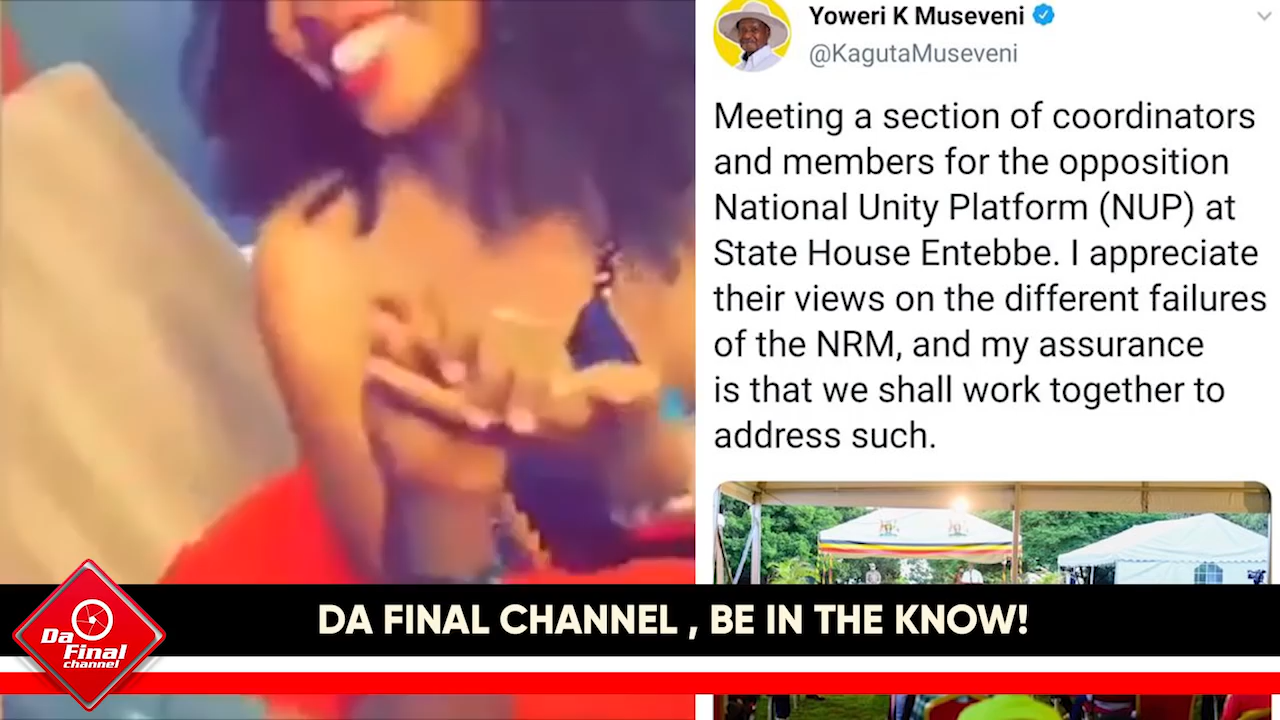 Yoweri K Museveni
@KagutaMuseveni
Meeting a section of coordinators
and members for the opposition
National Unity Platform (NUP) at
State House Entebbe. I appreciate
their views on the different failures
of the NRM, and my assurance
is that we shall work together to
address such.
DA FINAL CHANNEL , BE IN THE KNOW!
Da
Final
channel